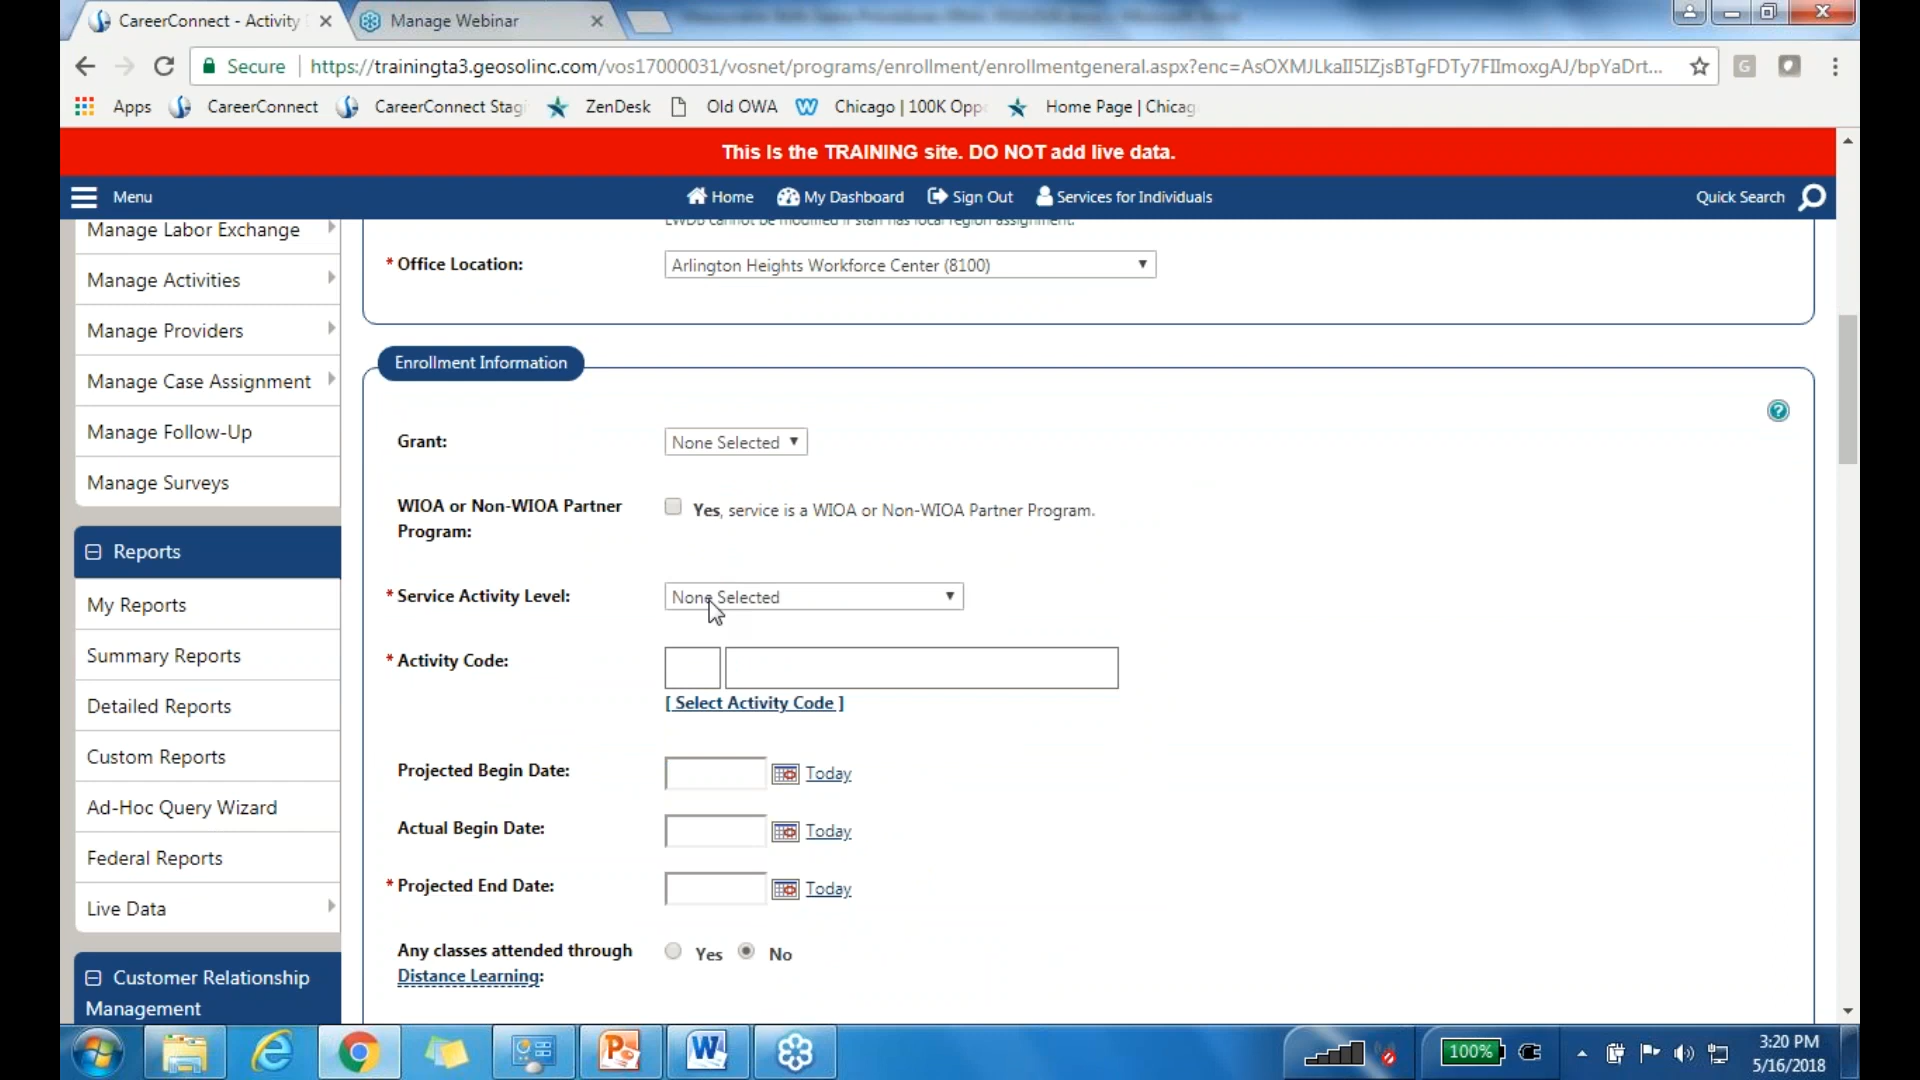 CareerConnect - Activity
Manage Webinar
Secure
https://trainingta3.geosolinc.com/vos17000031/vosnet/programs/enrollment/enrollmentgeneral.aspx?enc=AsOXMJLkaII5IZjsBTgFDTy7FIImoxgAJ/bpYaDrt...
G
Apps
CareerConnect
CareerConnect Stagi
ZenDesk
Old OWA
Chicago | 100K Opp
Home Page | Chicag
This Is the TRAINING site. DO NOT add live data.
Menu
Home
My Dashboard
Sign Out
Services for Individuals
Quick Search
Manage Labor Exchange
Manage Activities
Manage Providers
Manage Case Assignment
Manage Follow-Up
Manage Surveys
Reports
My Reports
Summary Reports
Detailed Reports
Custom Reports
Ad-Hoc Query Wizard
Federal Reports
Live Data
Customer Relationship
Management
LWDB cannot be modified if staff has local region assignment.
* Office Location:
Arlington Heights Workforce Center (8100)
Enrollment Information
Grant:
None Selected
WIOA or Non-WIOA Partner
Program:
Yes, service is a WIOA or Non-WIOA Partner Program.
* Service Activity Level:
None Selected
* Activity Code:
[ Select Activity Code ]
Projected Begin Date:
Today
Actual Begin Date:
Today
* Projected End Date:
Today
Any classes attended through
Distance Learning:
Yes
No
100%
3:20 PM
5/16/2018